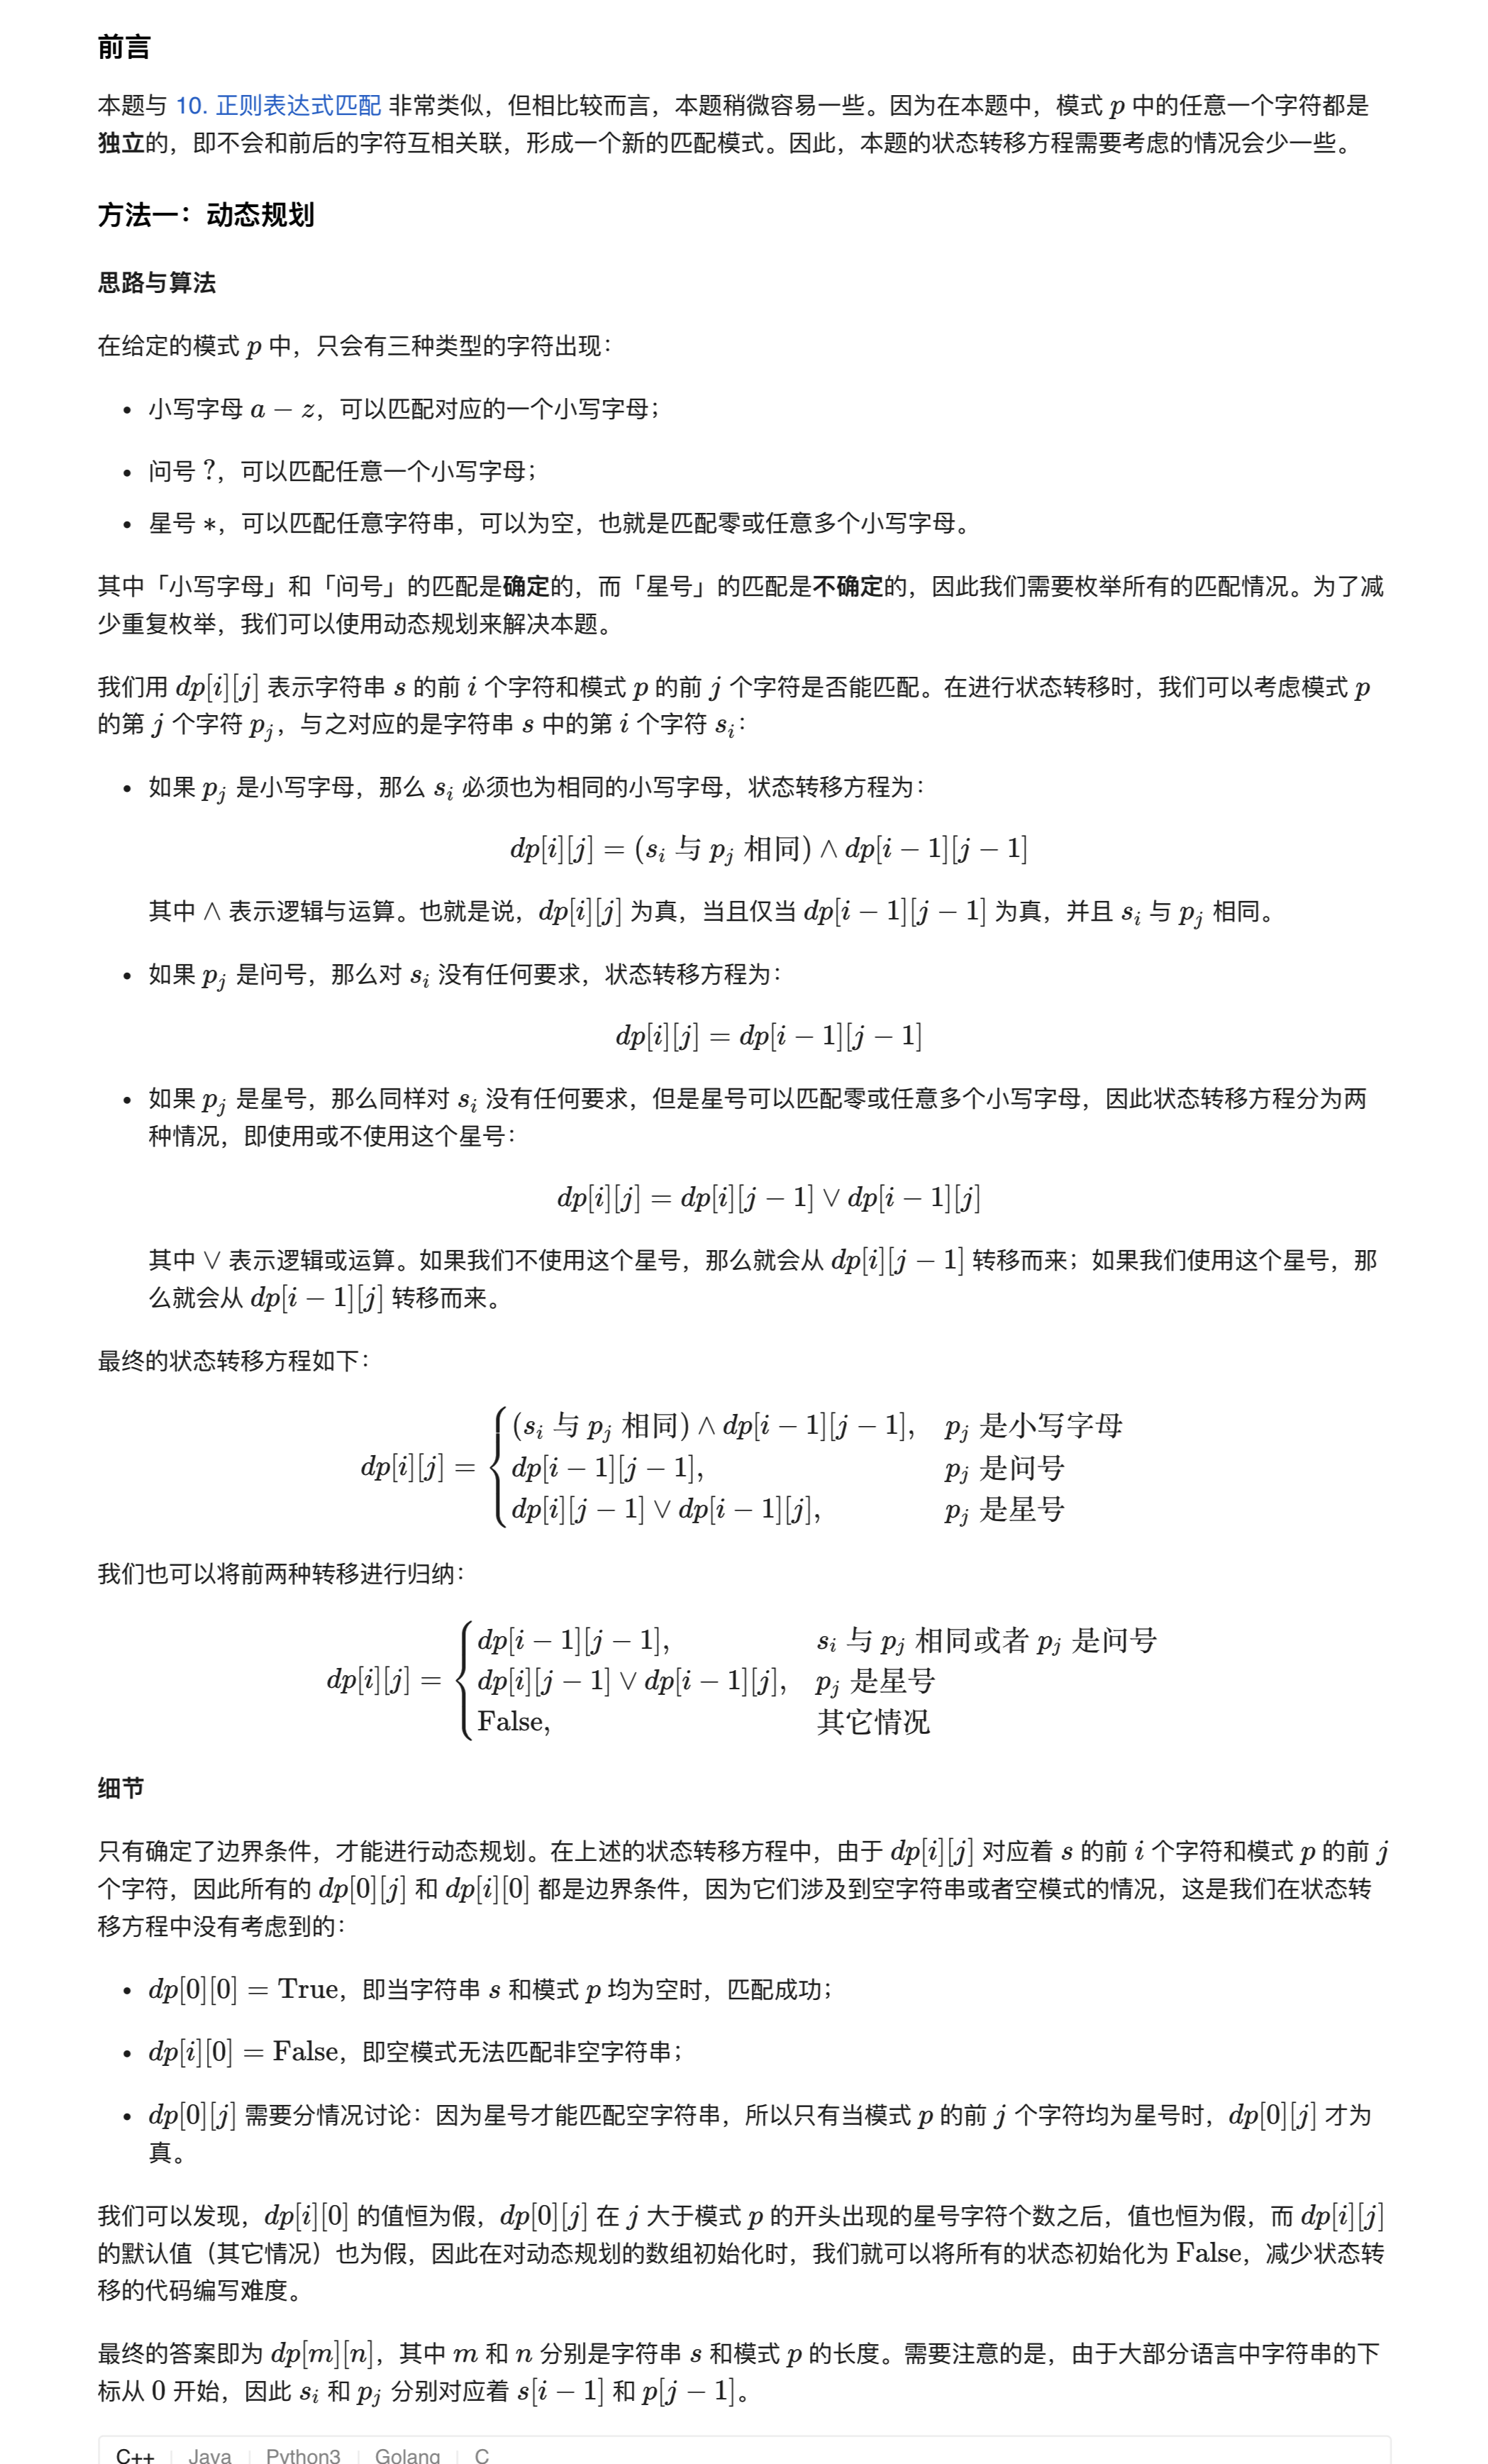 前言
本题与 10. 正则表达式匹配 非常类似，但相比较而言，本题稍微容易一些。因为在本题中，模式 p 中的任意一个字符都是
独立的，即不会和前后的字符互相关联，形成一个新的匹配模式。因此，本题的状态转移方程需要考虑的情况会少一些。
方法一：动态规划
思路与算法
在给定的模式 p 中，只会有三种类型的字符出现：
• 小写字母 a − z，可以匹配对应的一个小写字母；
• 问号 ?，可以匹配任意一个小写字母；
• 星号 ∗，可以匹配任意字符串，可以为空，也就是匹配零或任意多个小写字母。
其中「小写字母」和「问号」的匹配是确定的，而「星号」的匹配是不确定的，因此我们需要枚举所有的匹配情况。为了减
少重复枚举，我们可以使用动态规划来解决本题。
我们用 dp[i][j] 表示字符串 s 的前 i 个字符和模式 p 的前 j 个字符是否能匹配。在进行状态转移时，我们可以考虑模式 p
的第 j 个字符 p_j，与之对应的是字符串 s 中的第 i 个字符 s_i：
• 如果 p_j 是小写字母，那么 s_i 必须也为相同的小写字母，状态转移方程为：
dp[i][j] = (s_i 与 p_j 相同) ∧ dp[i − 1][j − 1]
其中 ∧ 表示逻辑与运算。也就是说，dp[i][j] 为真，当且仅当 dp[i − 1][j − 1] 为真，并且 s_i 与 p_j 相同。
• 如果 p_j 是问号，那么对 s_i 没有任何要求，状态转移方程为：
dp[i][j] = dp[i − 1][j − 1]
• 如果 p_j 是星号，那么同样对 s_i 没有任何要求，但是星号可以匹配零或任意多个小写字母，因此状态转移方程分为两
种情况，即使用或不使用这个星号：
dp[i][j] = dp[i][j − 1] ∨ dp[i − 1][j]
其中 ∨ 表示逻辑或运算。如果我们不使用这个星号，那么就会从 dp[i][j − 1] 转移而来；如果我们使用这个星号，那
么就会从 dp[i − 1][j] 转移而来。
最终的状态转移方程如下：
(s_i 与 p_j 相同) ∧ dp[i − 1][j − 1], p_j 是小写字母
dp[i][j] = { dp[i − 1][j − 1], p_j 是问号
dp[i][j − 1] ∨ dp[i − 1][j], p_j 是星号
我们也可以将前两种转移进行归纳：
dp[i − 1][j − 1], s_i 与 p_j 相同或者 p_j 是问号
dp[i][j] = { dp[i][j − 1] ∨ dp[i − 1][j], p_j 是星号
False, 其它情况
细节
只有确定了边界条件，才能进行动态规划。在上述的状态转移方程中，由于 dp[i][j] 对应着 s 的前 i 个字符和模式 p 的前 j
个字符，因此所有的 dp[0][j] 和 dp[i][0] 都是边界条件，因为它们涉及到空字符串或者空模式的情况，这是我们在状态转
移方程中没有考虑到的：
• dp[0][0] = True，即当字符串 s 和模式 p 均为空时，匹配成功；
• dp[i][0] = False，即空模式无法匹配非空字符串；
• dp[0][j] 需要分情况讨论：因为星号才能匹配空字符串，所以只有当模式 p 的前 j 个字符均为星号时，dp[0][j] 才为
真。
我们可以发现，dp[i][0] 的值恒为假，dp[0][j] 在 j 大于模式 p 的开头出现的星号字符个数之后，值也恒为假，而 dp[i][j]
的默认值（其它情况）也为假，因此在对动态规划的数组初始化时，我们就可以将所有的状态初始化为 False，减少状态转
移的代码编写难度。
最终的答案即为 dp[m][n]，其中 m 和 n 分别是字符串 s 和模式 p 的长度。需要注意的是，由于大部分语言中字符串的下
标从 0 开始，因此 s_i 和 p_j 分别对应着 s[i − 1] 和 p[j − 1]。
C++ Java Python3 Golang C